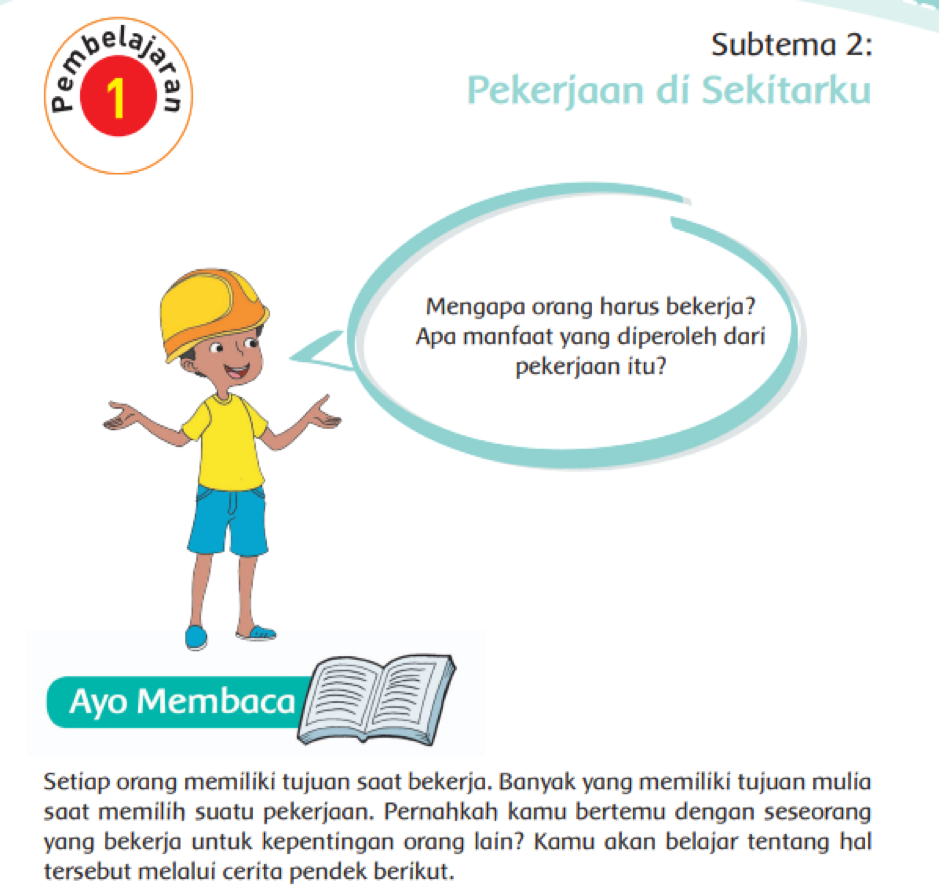 Pembelajaran
1
Subtema 2:
Pekerjaan di Sekitarku
Mengapa orang harus bekerja?
Apa manfaat yang diperoleh dari
pekerjaan itu?
Ayo Membaca
Setiap orang memiliki tujuan saat bekerja. Banyak yang memiliki tujuan mulia
saat memilih suatu pekerjaan. Pernahkah kamu bertemu dengan seseorang
yang bekerja untuk kepentingan orang lain? Kamu akan belajar tentang hal
tersebut melalui cerita pendek berikut.